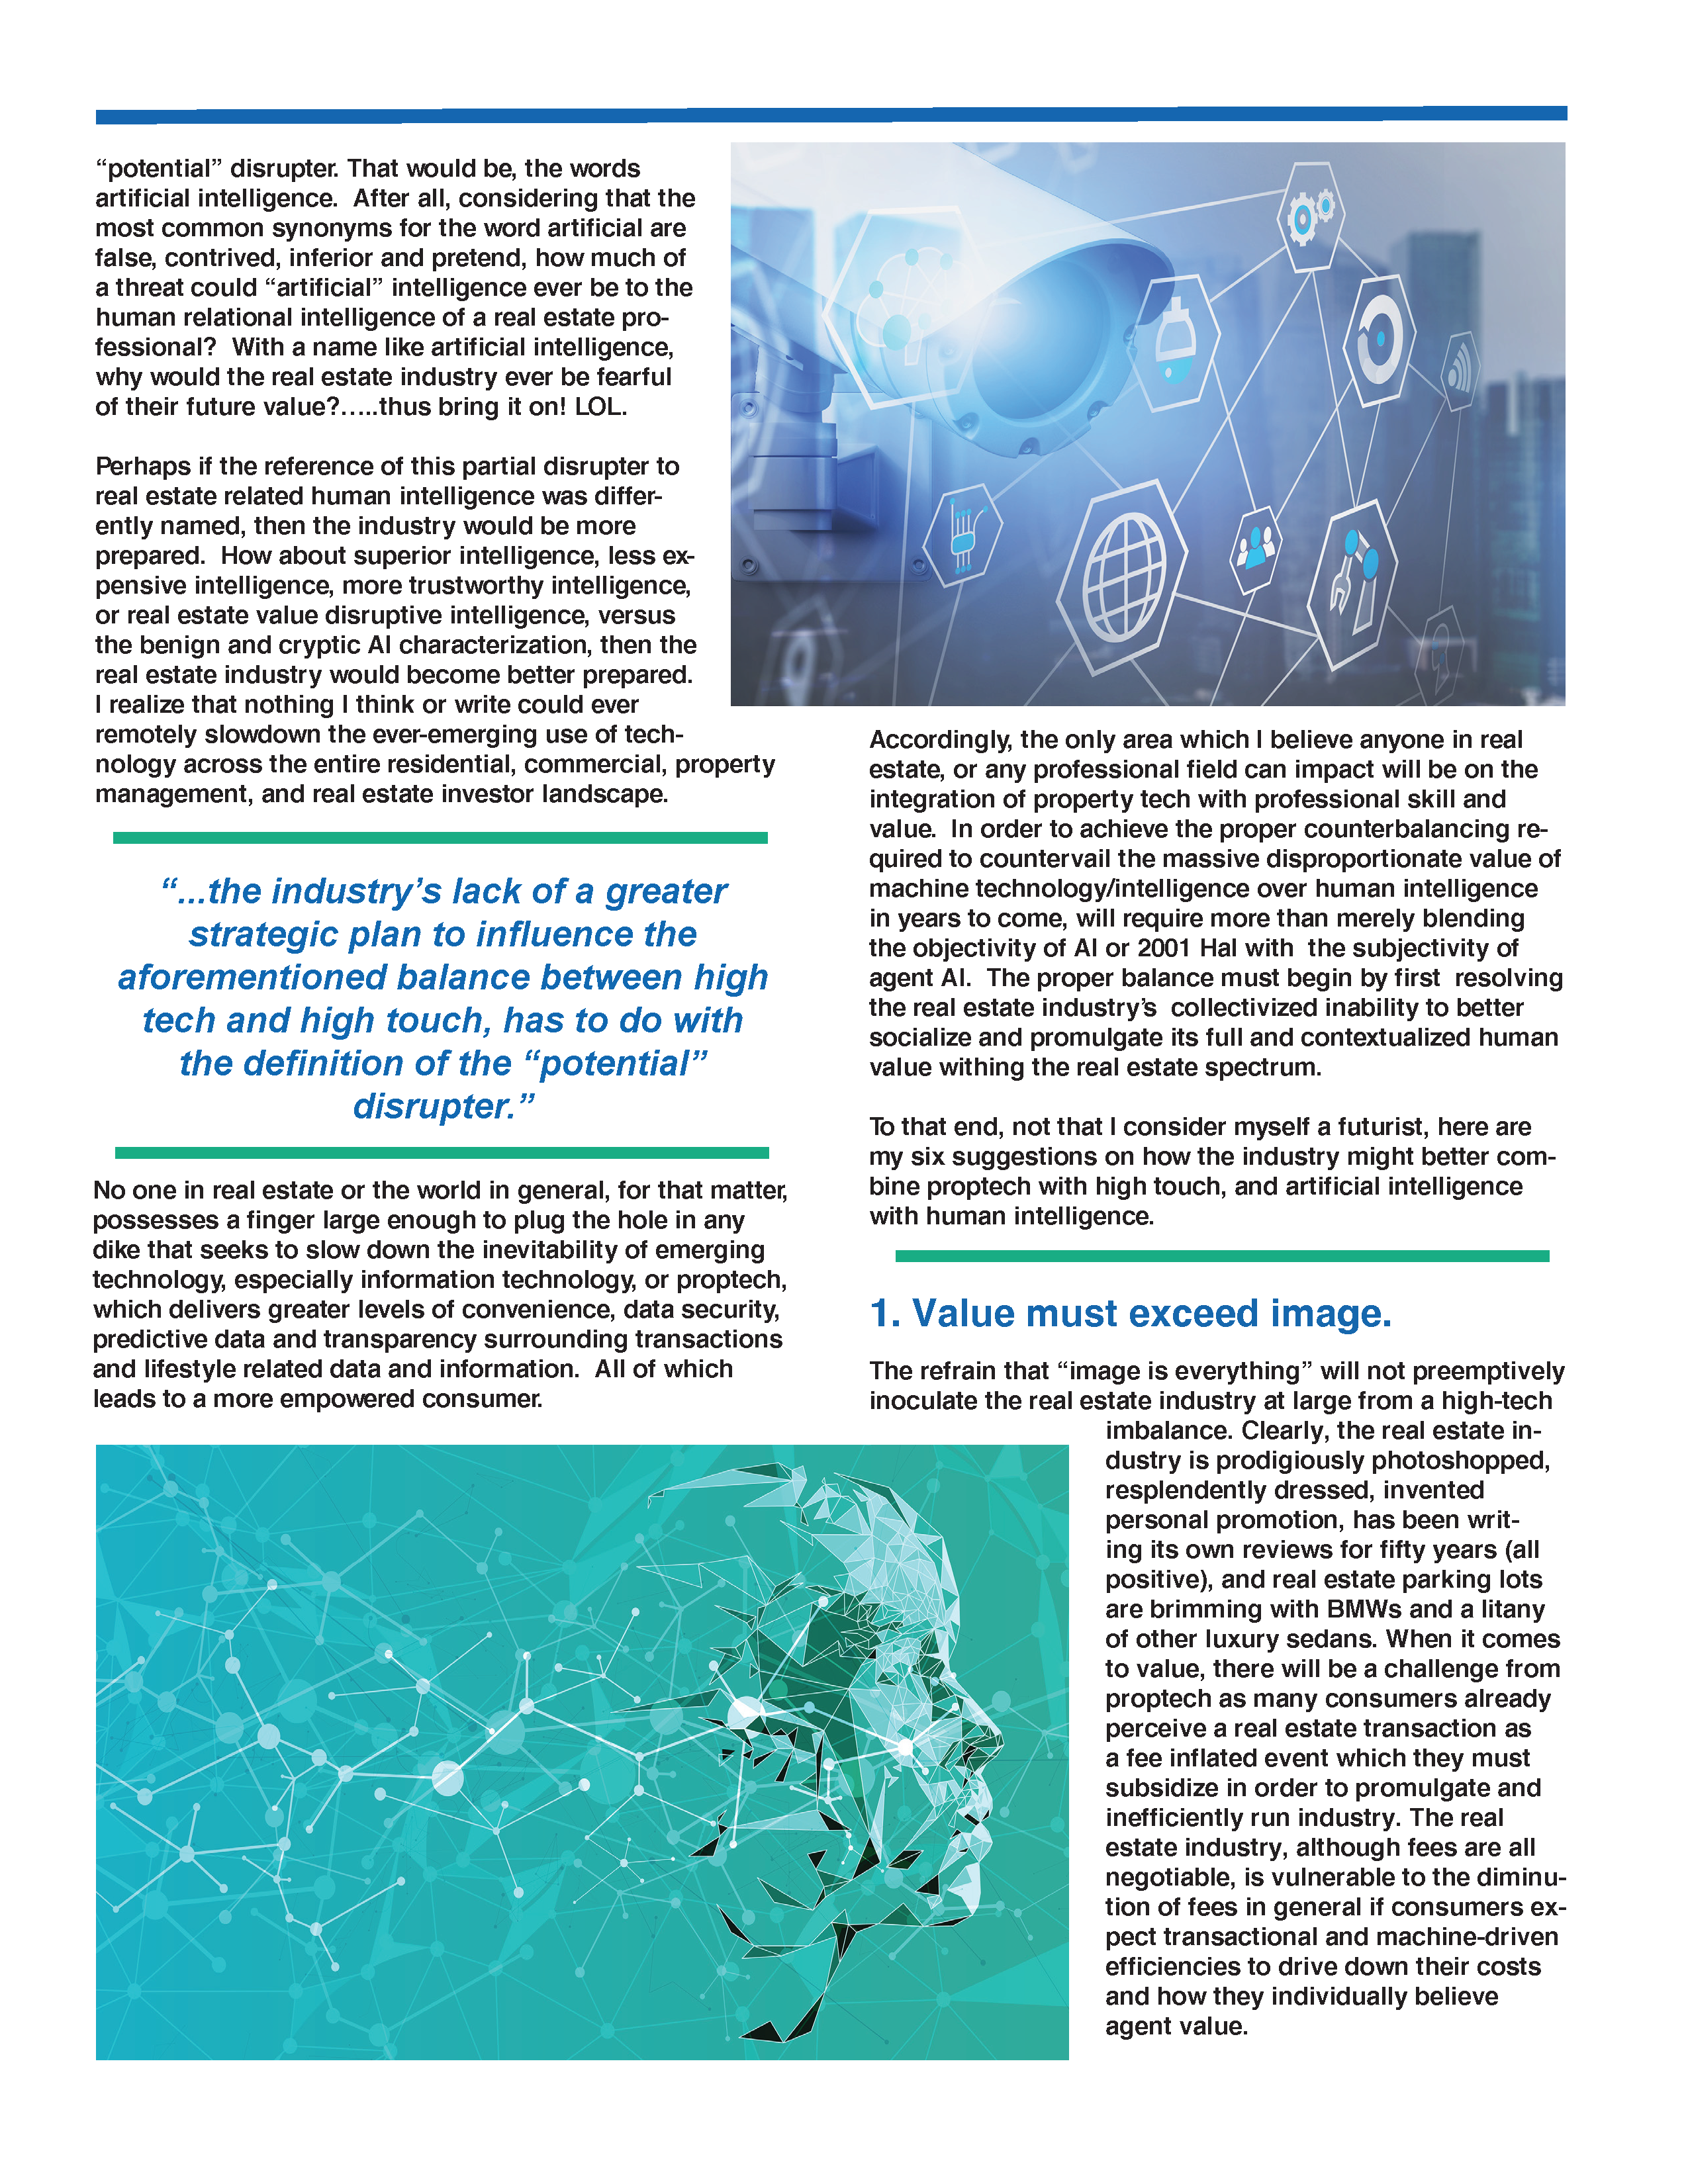 “potential” disrupter. That would be, the words
artificial intelligence.  After all, considering that the
most common synonyms for the word artificial are
false, contrived, inferior and pretend, how much of
a threat could “artificial” intelligence ever be to the
human relational intelligence of a real estate pro-
fessional?  With a name like artificial intelligence,
why would the real estate industry ever be fearful
of their future value?…..thus bring it on! LOL.
Perhaps if the reference of this partial disrupter to
real estate related human intelligence was differ-
ently named, then the industry would be more
prepared.  How about superior intelligence, less ex-
pensive intelligence, more trustworthy intelligence,
or real estate value disruptive intelligence, versus
the benign and cryptic AI characterization, then the
real estate industry would become better prepared.
I realize that nothing I think or write could ever
remotely slowdown the ever-emerging use of tech-
nology across the entire residential, commercial, property
management, and real estate investor landscape.
“...the industry’s lack of a greater
strategic plan to influence the
aforementioned balance between high
tech and high touch, has to do with
the definition of the “potential”
disrupter.”
No one in real estate or the world in general, for that matter,
possesses a finger large enough to plug the hole in any
dike that seeks to slow down the inevitability of emerging
technology, especially information technology, or proptech,
which delivers greater levels of convenience, data security,
predictive data and transparency surrounding transactions
and lifestyle related data and information.  All of which
leads to a more empowered consumer.
Accordingly, the only area which I believe anyone in real
estate, or any professional field can impact will be on the
integration of property tech with professional skill and
value.  In order to achieve the proper counterbalancing re-
quired to countervail the massive disproportionate value of
machine technology/intelligence over human intelligence
in years to come, will require more than merely blending
the objectivity of AI or 2001 Hal with  the subjectivity of
agent AI.  The proper balance must begin by first  resolving
the real estate industry’s  collectivized inability to better
socialize and promulgate its full and contextualized human
value withing the real estate spectrum.
To that end, not that I consider myself a futurist, here are
my six suggestions on how the industry might better com-
bine proptech with high touch, and artificial intelligence
with human intelligence.
1. Value must exceed image.
The refrain that “image is everything” will not preemptively
inoculate the real estate industry at large from a high-tech
imbalance. Clearly, the real estate in-
dustry is prodigiously photoshopped,
resplendently dressed, invented
personal promotion, has been writ-
ing its own reviews for fifty years (all
positive), and real estate parking lots
are brimming with BMWs and a litany
of other luxury sedans. When it comes
to value, there will be a challenge from
proptech as many consumers already
perceive a real estate transaction as
a fee inflated event which they must
subsidize in order to promulgate and
inefficiently run industry. The real
estate industry, although fees are all
negotiable, is vulnerable to the diminu-
tion of fees in general if consumers ex-
pect transactional and machine-driven
efficiencies to drive down their costs
and how they individually believe
agent value.